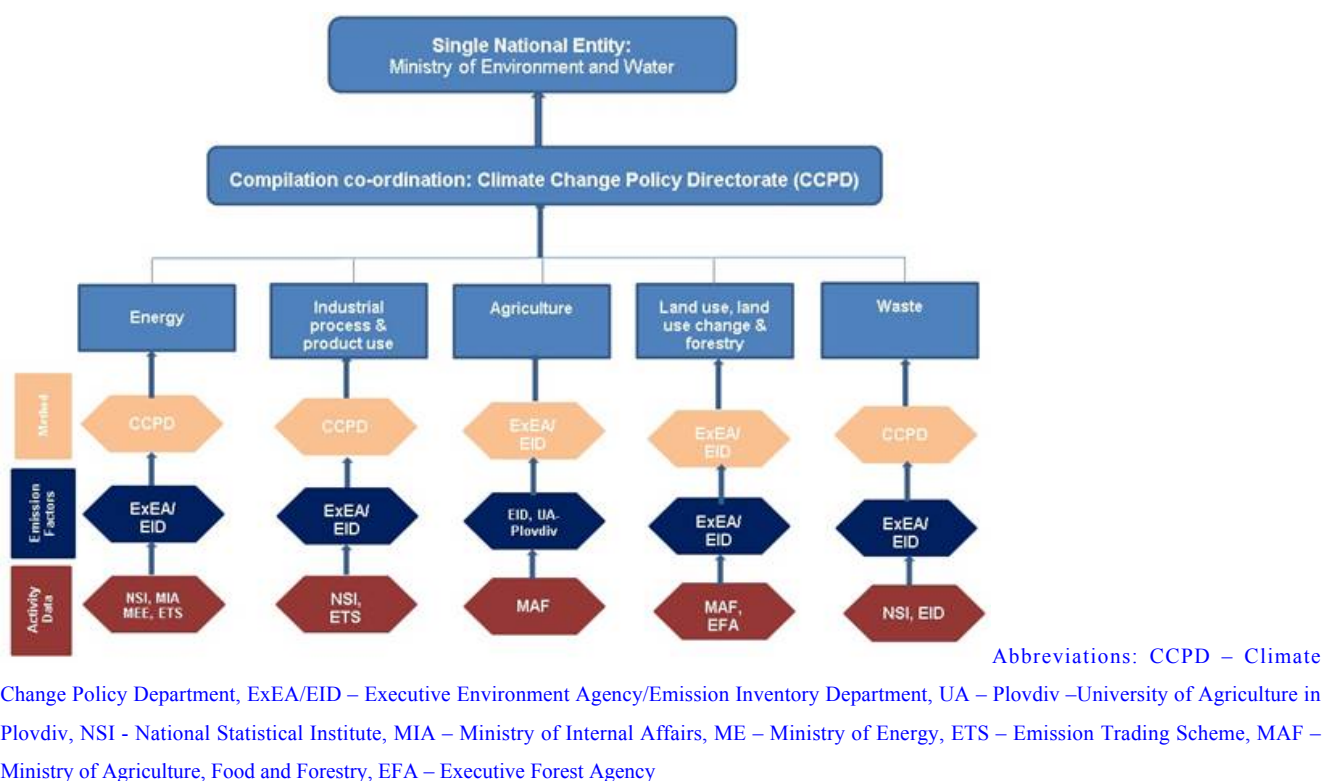 Single National Entity:
Ministry of Environment and Water
Compilation co-ordination: Climate Change Policy Directorate (CCPD)
Energy
Industrial
process &
product use
Agriculture
Land use, land
use change &
forestry
Waste
Method
CCPD
CCPD
ExEA/
EID
ExEA/
EID
CCPD
Emission
Factors
ExEA/
EID
ExEA/
EID
EID, UA-
Plovdiv
ExEA/
EID
ExEA/
EID
Activity
Data
NSI, MIA
MEE, ETS
NSI,
ETS
MAF
MAF,
EFA
NSI, EID
Abbreviations: CCPD – Climate
Change Policy Department, ExEA/EID – Executive Environment Agency/Emission Inventory Department, UA – Plovdiv –University of Agriculture in
Plovdiv, NSI - National Statistical Institute, MIA – Ministry of Internal Affairs, ME – Ministry of Energy, ETS – Emission Trading Scheme, MAF –
Ministry of Agriculture, Food and Forestry, EFA – Executive Forest Agency